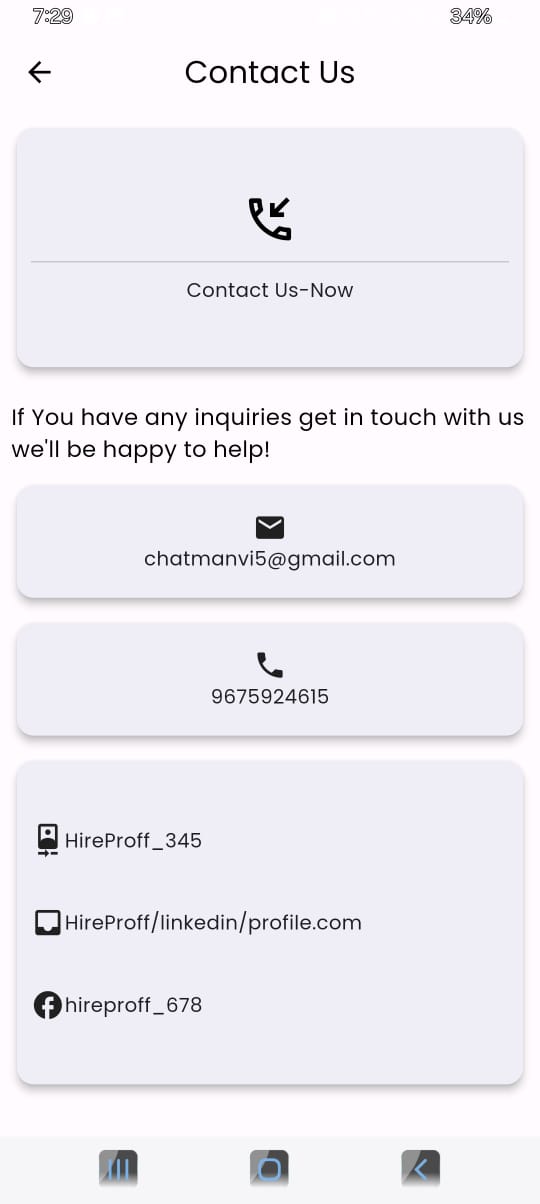 7:29
34%
Contact Us
Contact Us-Now
If You have any inquiries get in touch with us
we'll be happy to help!
chatmanvi5@gmail.com
9675924615
HireProff_345
HireProff/linkedin/profile.com
hireproff_678